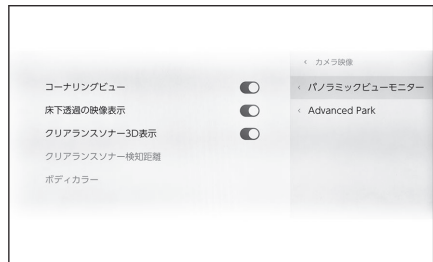 コーナリングビュー
床下透過の映像表示
クリアランスソナー3D表示
クリアランスソナー検知距離
ボディカラー
カメラ映像
パノラミックビューモニター
Advanced Park